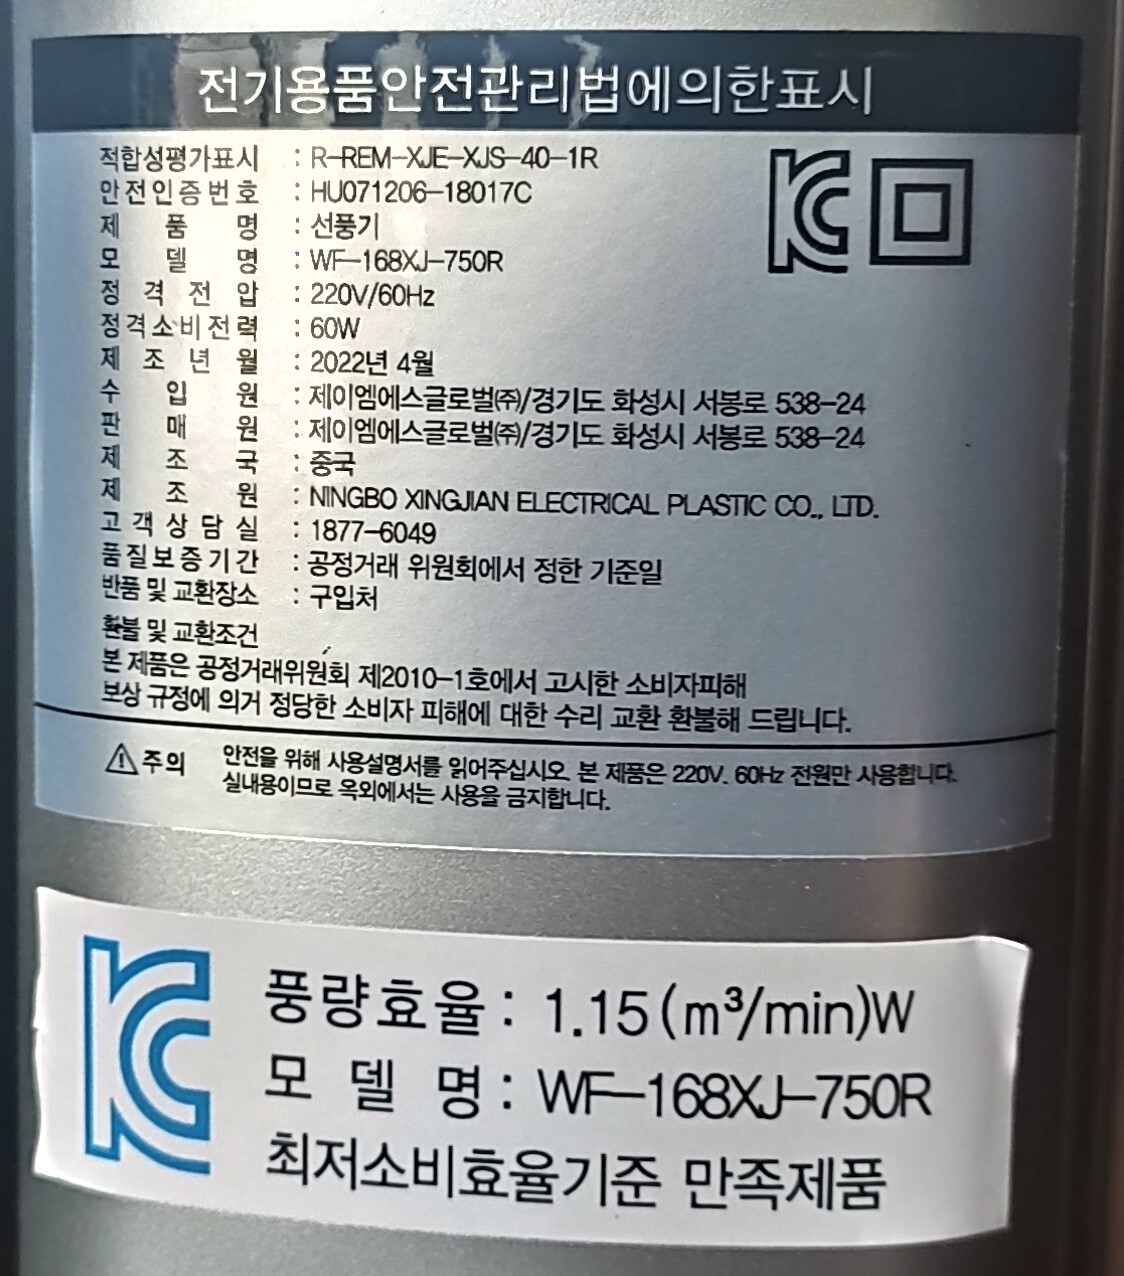 전기용품안전관리법에의한표시
적합성평가표시 : R-REM-XJE-XJS-40-1R
안전인증번호 : HU071206-18017C
제 품 명 : 선풍기
모 델 명 : WF-168XJ-750R
정 격 전 압 : 220V/60Hz
정격소비전력 : 60W
제 조 년 월 : 2022년 4월
수 입 원 : 제이엠에스글로벌(주)/경기도 화성시 서봉로 538-24
판 매 원 : 제이엠에스글로벌(주)/경기도 화성시 서봉로 538-24
제 조 국 : 중국
제 조 원 : NINGBO XINGJIAN ELECTRICAL PLASTIC CO., LTD.
고객상담실 : 1877-6049
품질보증기간 : 공정거래 위원회에서 정한 기준일
반품 및 교환장소 : 구입처
환불 및 교환조건
본 제품은 공정거래위원회 제2010-1호에서 고시한 소비자피해
보상 규정에 의거 정당한 소비자 피해에 대한 수리 교환 환불해 드립니다.
주의 안전을 위해 사용설명서를 읽어주십시오. 본 제품은 220V. 60Hz 전원만 사용합니다.
실내용이므로 옥외에서는 사용을 금지합니다.
KC
풍량효율 : 1.15(m³/min)W
모 델 명 : WF-168XJ-750R
최저소비효율기준 만족제품